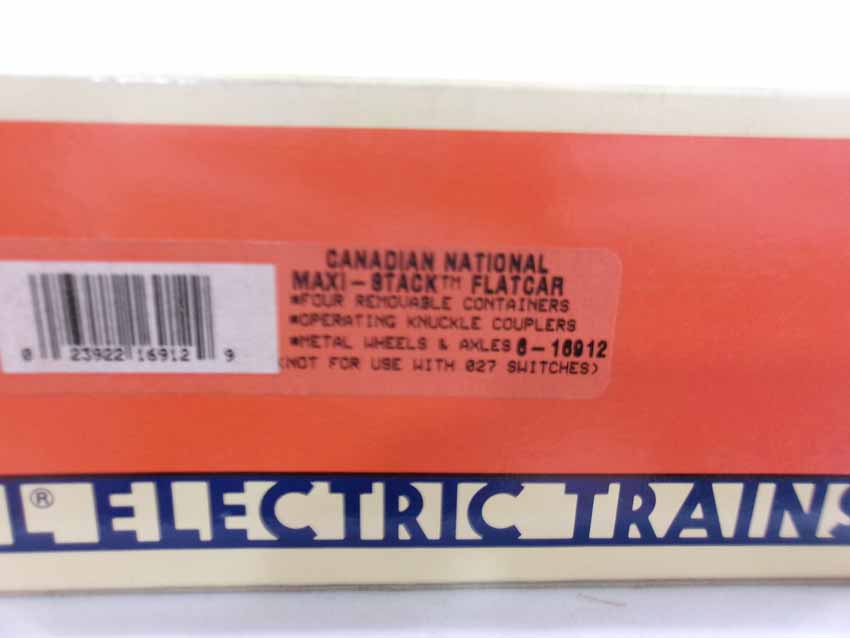 CANADIAN NATIONAL
MAXI-STACK™ FLATCAR
*FOUR REMOVABLE CONTAINERS
*OPERATING KNUCKLE COUPLERS
*METAL WHEELS & AXLES 6-16912
(NOT FOR USE WITH 027 SWITCHES)
0 23922 16912 9
L® ELECTRIC TRAINS